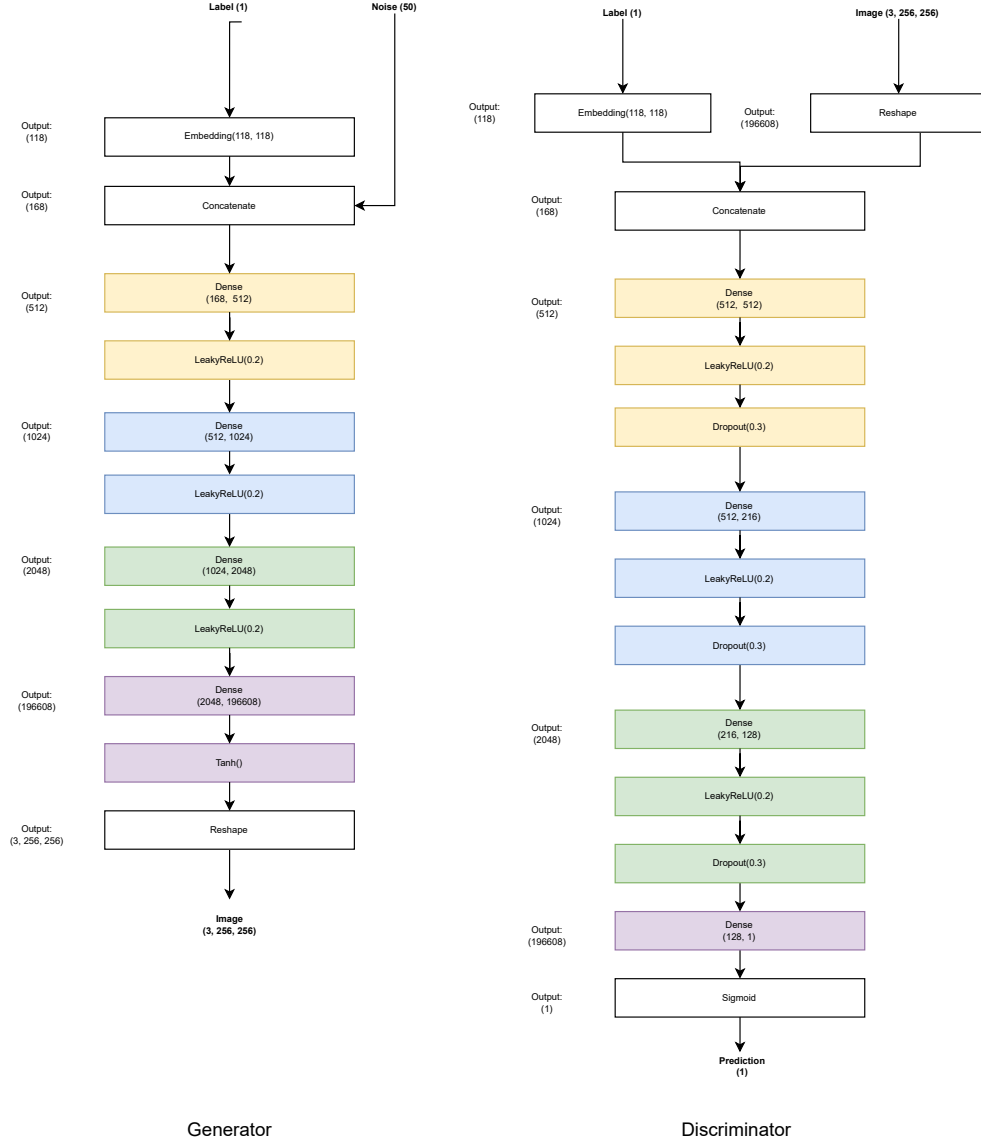 Label (1)
Noise (50)
Output:
(118)
Embedding(118, 118)
Output:
(168)
Concatenate
Output:
(512)
Dense
(168, 512)
LeakyReLU(0.2)
Output:
(1024)
Dense
(512, 1024)
LeakyReLU(0.2)
Output:
(2048)
Dense
(1024, 2048)
LeakyReLU(0.2)
Output:
(196608)
Dense
(2048, 196608)
Tanh()
Output:
(3, 256, 256)
Reshape
Image
(3, 256, 256)
Generator
Label (1)
Image (3, 256, 256)
Output:
(118)
Embedding(118, 118)
Output:
(196608)
Reshape
Output:
(168)
Concatenate
Output:
(512)
Dense
(512, 512)
LeakyReLU(0.2)
Dropout(0.3)
Output:
(1024)
Dense
(512, 216)
LeakyReLU(0.2)
Dropout(0.3)
Output:
(2048)
Dense
(216, 128)
LeakyReLU(0.2)
Dropout(0.3)
Output:
(196608)
Dense
(128, 1)
Output:
(1)
Sigmoid
Prediction
(1)
Discriminator